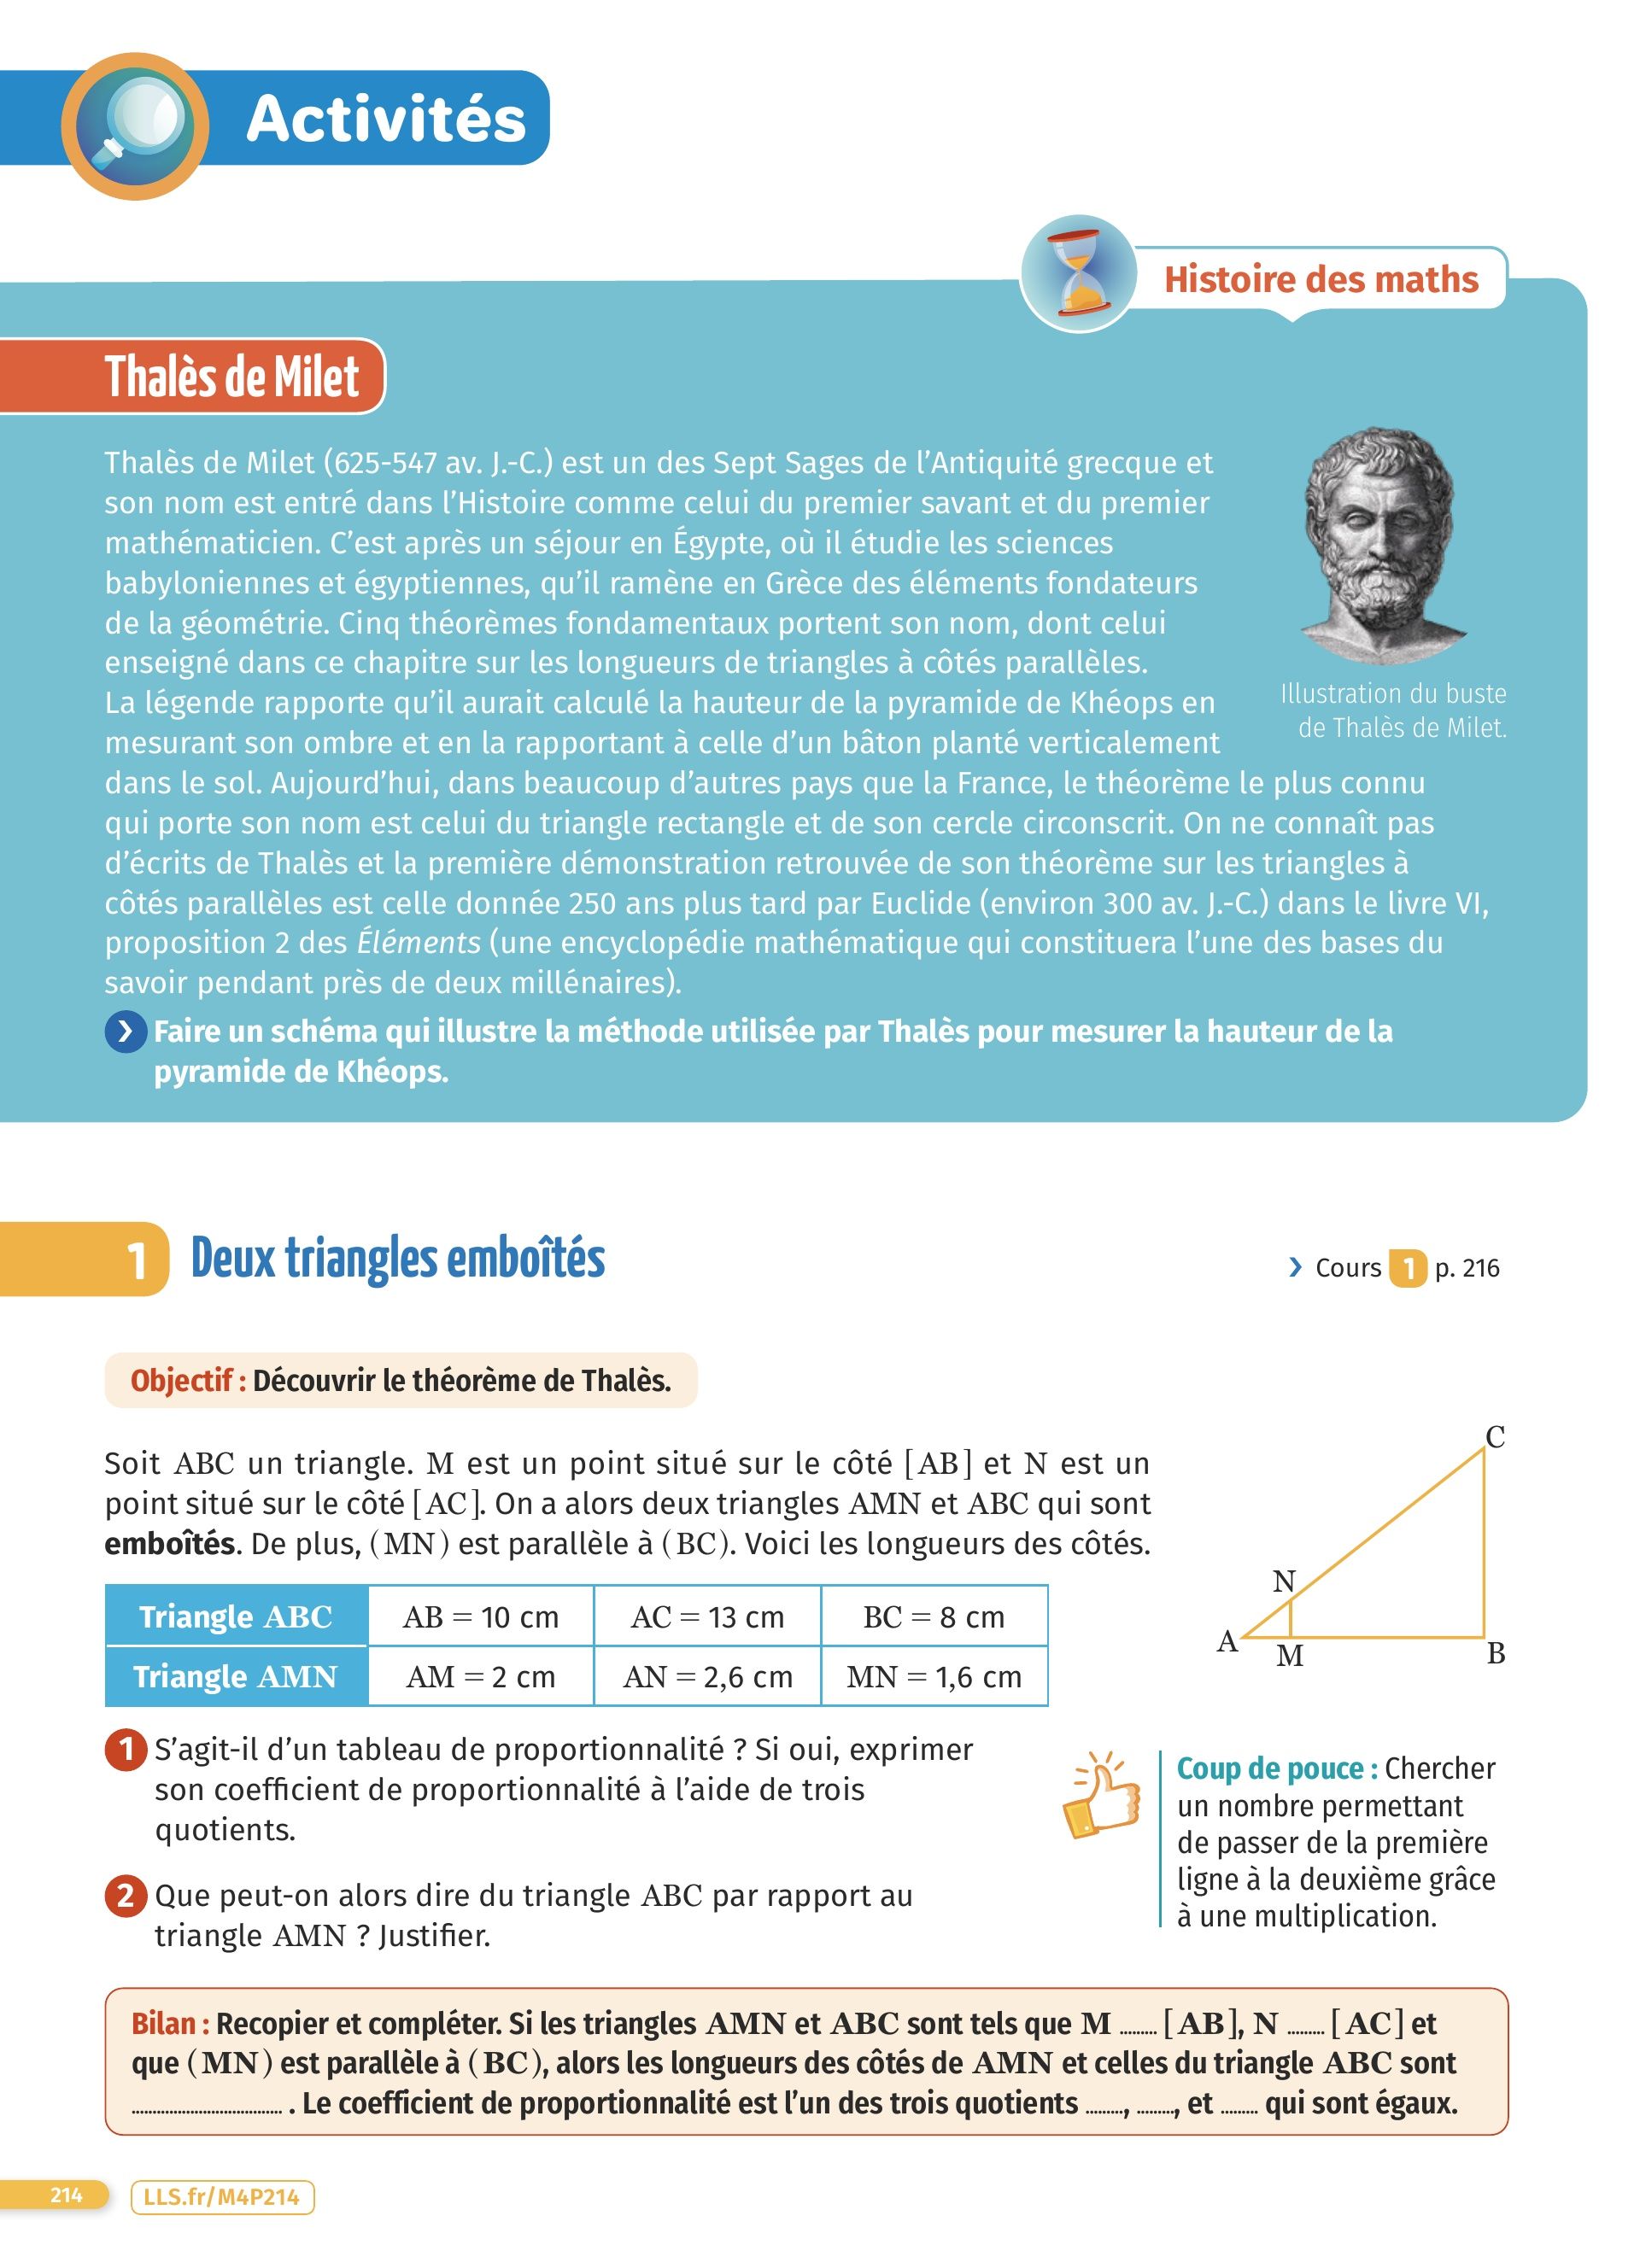 Activités
Histoire des maths
Thalès de Milet
Thalès de Milet (625-547 av. J.-C.) est un des Sept Sages de l’Antiquité grecque et
son nom est entré dans l’Histoire comme celui du premier savant et du premier
mathématicien. C’est après un séjour en Égypte, où il étudie les sciences
babyloniennes et égyptiennes, qu’il ramène en Grèce des éléments fondateurs
de la géométrie. Cinq théorèmes fondamentaux portent son nom, dont celui
enseigné dans ce chapitre sur les longueurs de triangles à côtés parallèles.
La légende rapporte qu’il aurait calculé la hauteur de la pyramide de Khéops en
mesurant son ombre et en la rapportant à celle d’un bâton planté verticalement
dans le sol. Aujourd’hui, dans beaucoup d’autres pays que la France, le théorème le plus connu
qui porte son nom est celui du triangle rectangle et de son cercle circonscrit. On ne connaît pas
d’écrits de Thalès et la première démonstration retrouvée de son théorème sur les triangles à
côtés parallèles est celle donnée 250 ans plus tard par Euclide (environ 300 av. J.-C.) dans le livre VI,
proposition 2 des Éléments (une encyclopédie mathématique qui constituera l’une des bases du
savoir pendant près de deux millénaires).
Illustration du buste
de Thalès de Milet.
❯ Faire un schéma qui illustre la méthode utilisée par Thalès pour mesurer la hauteur de la
pyramide de Khéops.
1 Deux triangles emboîtés
❯ Cours 1 p. 216
Objectif : Découvrir le théorème de Thalès.
Soit ABC un triangle. M est un point situé sur le côté [AB] et N est un
point situé sur le côté [AC]. On a alors deux triangles AMN et ABC qui sont
emboîtés. De plus, (MN) est parallèle à (BC). Voici les longueurs des côtés.
C
N
A
M
B
Triangle ABC AB = 10 cm AC = 13 cm BC = 8 cm
Triangle AMN AM = 2 cm AN = 2,6 cm MN = 1,6 cm
1 S’agit-il d’un tableau de proportionnalité ? Si oui, exprimer
son coefficient de proportionnalité à l’aide de trois
quotients.
2 Que peut-on alors dire du triangle ABC par rapport au
triangle AMN ? Justifier.
Coup de pouce : Chercher
un nombre permettant
de passer de la première
ligne à la deuxième grâce
à une multiplication.
Bilan : Recopier et compléter. Si les triangles AMN et ABC sont tels que M ......... [AB], N ......... [AC] et
que (MN) est parallèle à (BC), alors les longueurs des côtés de AMN et celles du triangle ABC sont
.................................... . Le coefficient de proportionnalité est l’un des trois quotients ........., ........., et ......... qui sont égaux.
214
LLS.fr/M4P214